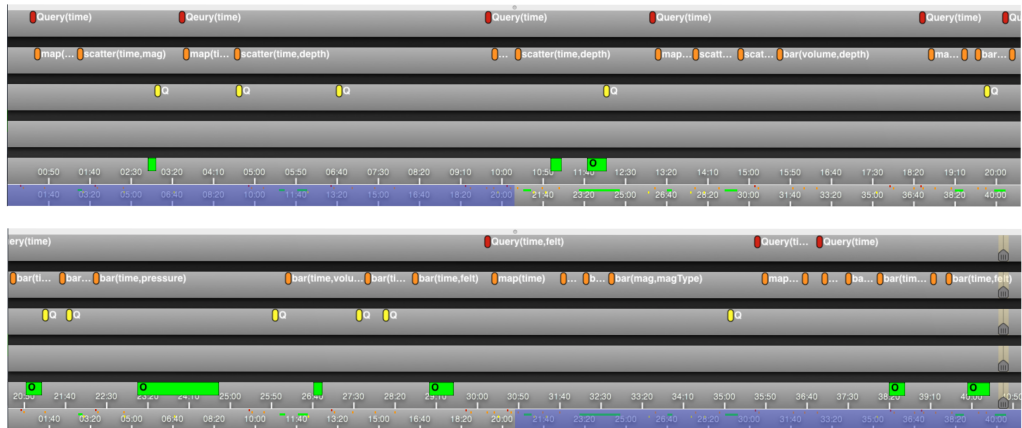 Query(time) Qeury(time) Query(time) Query(time) Query(time) Qu
map(... scatter(time,mag) map(ti... scatter(time,depth) ... scatter(time,depth) map... scatt... scat... bar(volume,depth) ma... bar...
Q Q Q Q Q
O
00:50 01:40 02:30 03:20 04:10 05:00 05:50 06:40 07:30 08:20 09:10 10:00 10:50 11:40 12:30 13:20 14:10 15:00 15:50 16:40 17:30 18:20 19:10 20:00
01:40 03:20 05:00 06:40 08:20 10:00 11:40 13:20 15:00 16:40 18:20 20:00 21:40 23:20 25:00 26:40 28:20 30:00 31:40 33:20 35:00 36:40 38:20 40:00
ery(time) Query(time,felt) Query(ti... Query(time)
bar(ti... bar... bar(time,pressure) bar(time,volu... bar(ti... bar(time,felt) map(time) ... b... bar(mag,magType) map... ... ba... bar(tim... bar(time,felt)
Q Q Q Q Q Q
O O O O O
20:50 21:40 22:30 23:20 24:10 25:00 25:50 26:40 27:30 28:20 29:10 30:00 30:50 31:40 32:30 33:20 34:10 35:00 35:50 36:40 37:30 38:20 39:10 40:00 40:50
01:40 03:20 05:00 06:40 08:20 10:00 11:40 13:20 15:00 16:40 18:20 20:00 21:40 23:20 25:00 26:40 28:20 30:00 31:40 33:20 35:00 36:40 38:20 40:00